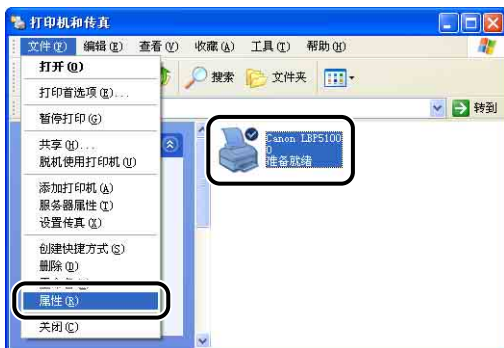 打印机和传真
文件(F) 编辑(E) 查看(V) 收藏(A) 工具(T) 帮助(H)
打开(O)
搜索 文件夹
打印首选项(E)...
转到
暂停打印(G)
共享(H)...
Canon LBP5100
0
准备就绪
脱机使用打印机(U)
添加打印机(A)
服务器属性(T)
设置传真(X)
创建快捷方式(S)
删除(D)
属性(R)
关闭(C)